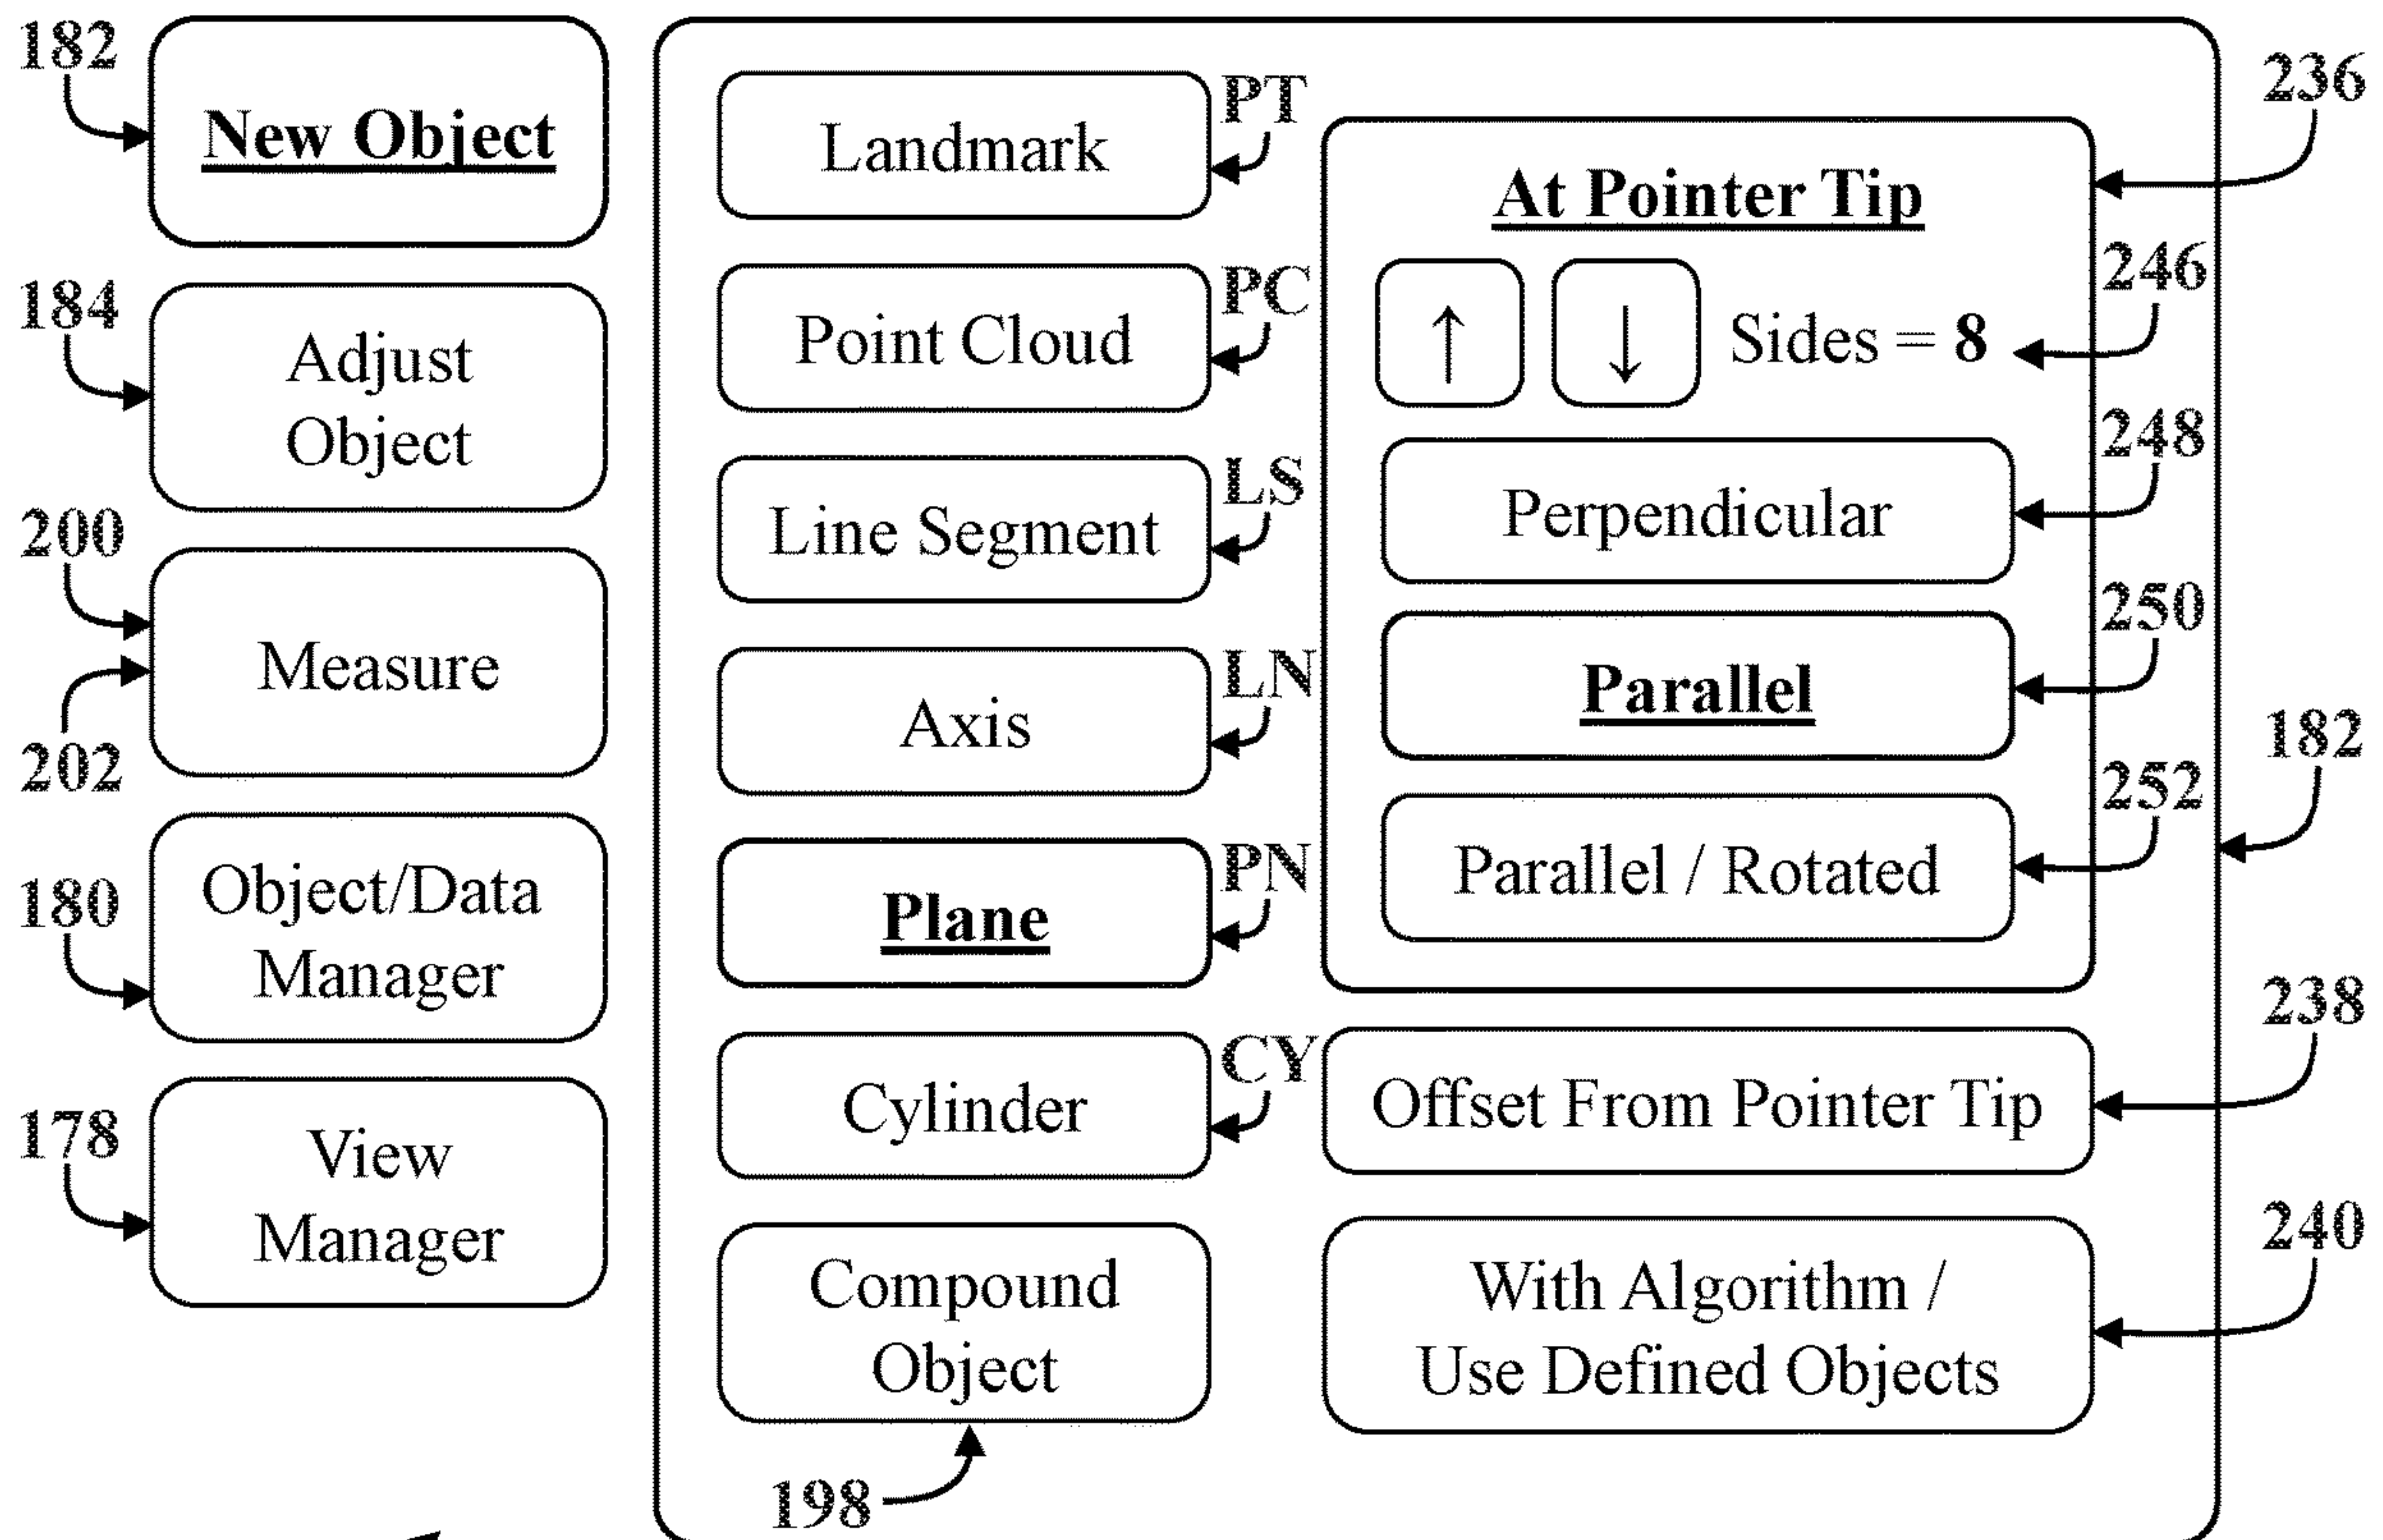 182
New Object
184
Adjust
Object
200
Measure
202
180
Object/Data
Manager
178
View
Manager
Landmark
PT
Point Cloud
PC
Line Segment
LS
Axis
LN
Plane
PN
Cylinder
CY
Compound
Object
198
At Pointer Tip
236
↑ ↓ Sides = 8
246
Perpendicular
248
Parallel
250
Parallel / Rotated
252
182
Offset From Pointer Tip
238
With Algorithm /
Use Defined Objects
240